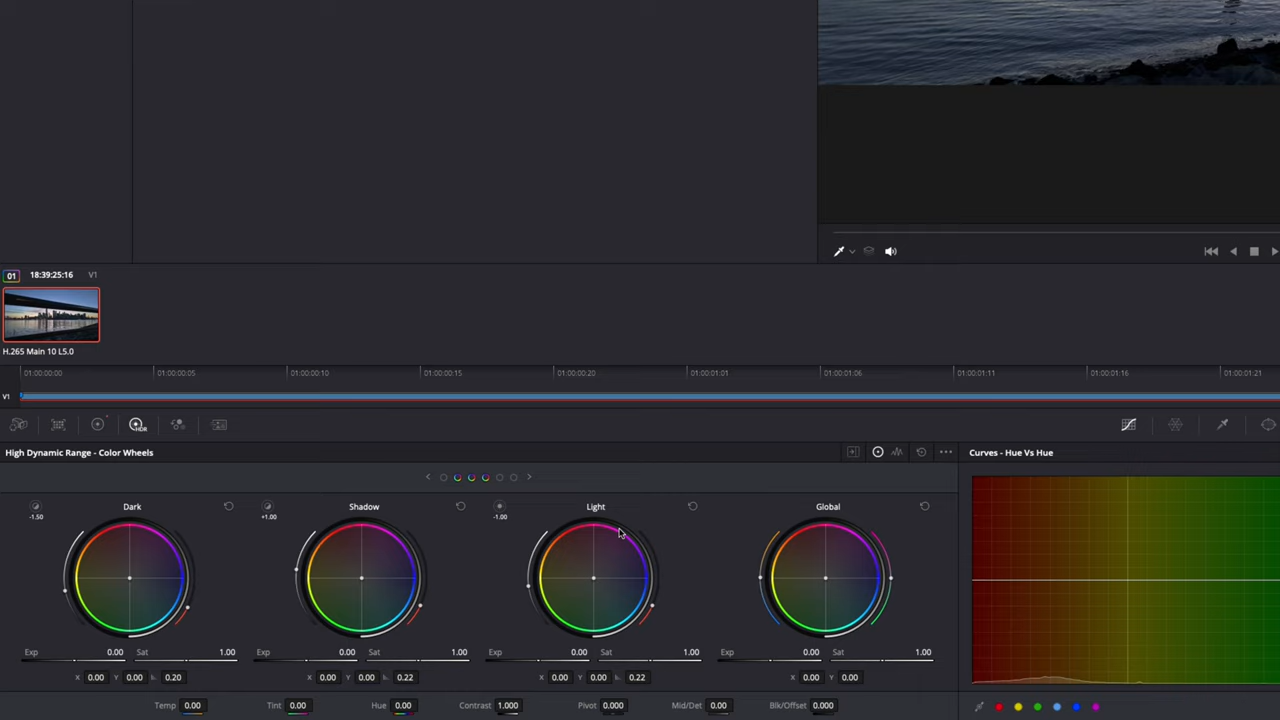 01 18:39:25:16 V1
H.265 Main 10 L5.0
01:00:00:00 01:00:00:05 01:00:00:10 01:00:00:15 01:00:00:20 01:00:01:01 01:00:01:06 01:00:01:11 01:00:01:16 01:00:01:21
V1
HDR
High Dynamic Range - Color Wheels
Curves - Hue Vs Hue
Dark Shadow Light Global
-1.50 +1.00 -1.00
Exp 0.00 Sat 1.00 Exp 0.00 Sat 1.00 Exp 0.00 Sat 1.00 Exp 0.00 Sat 1.00
X 0.00 Y 0.00 0.20 X 0.00 Y 0.00 0.22 X 0.00 Y 0.00 0.22 X 0.00 Y 0.00
Temp 0.00 Tint 0.00 Hue 0.00 Contrast 1.000 Pivot 0.000 Mid/Det 0.00 Blk/Offset 0.000